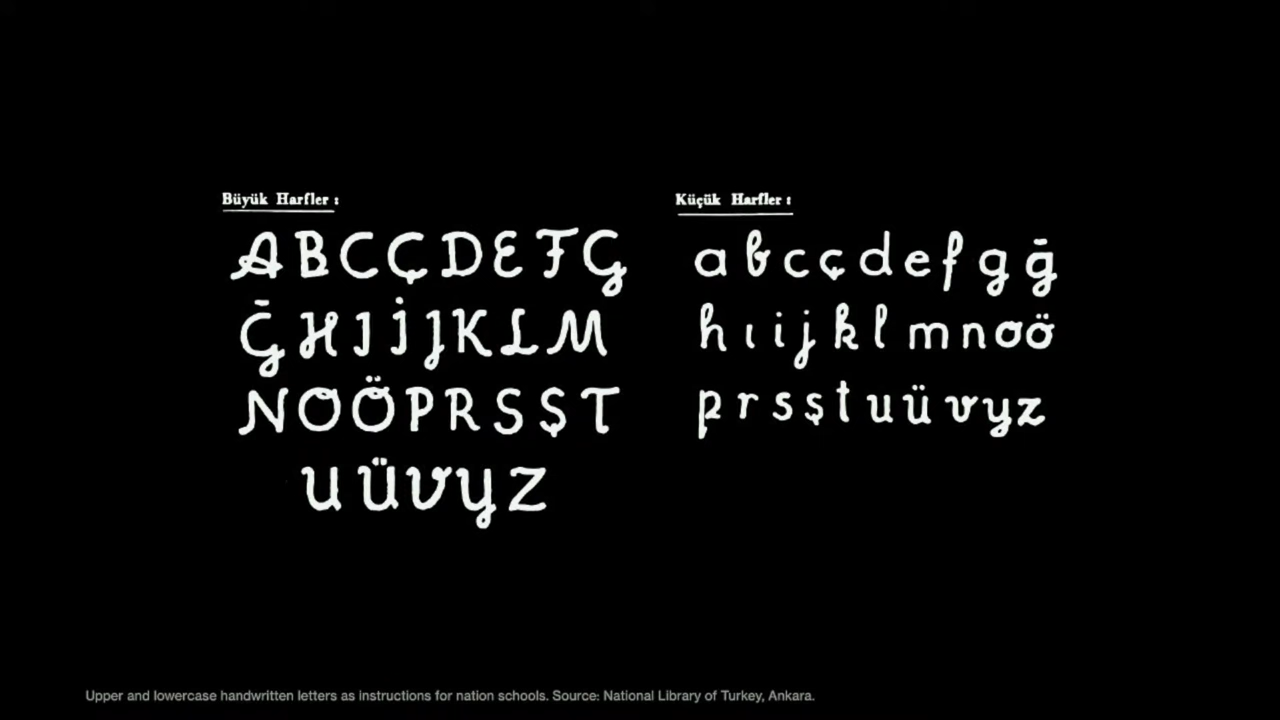 Büyük Harfler :
A B C Ç D E F G
Ğ H I İ J K L M
N O Ö P R S Ş T
U Ü V Y Z
Küçük Harfler :
a b c ç d e f g ğ
h ı i j k l m n o ö
p r s ş t u ü v y z
Upper and lowercase handwritten letters as instructions for nation schools. Source: National Library of Turkey, Ankara.